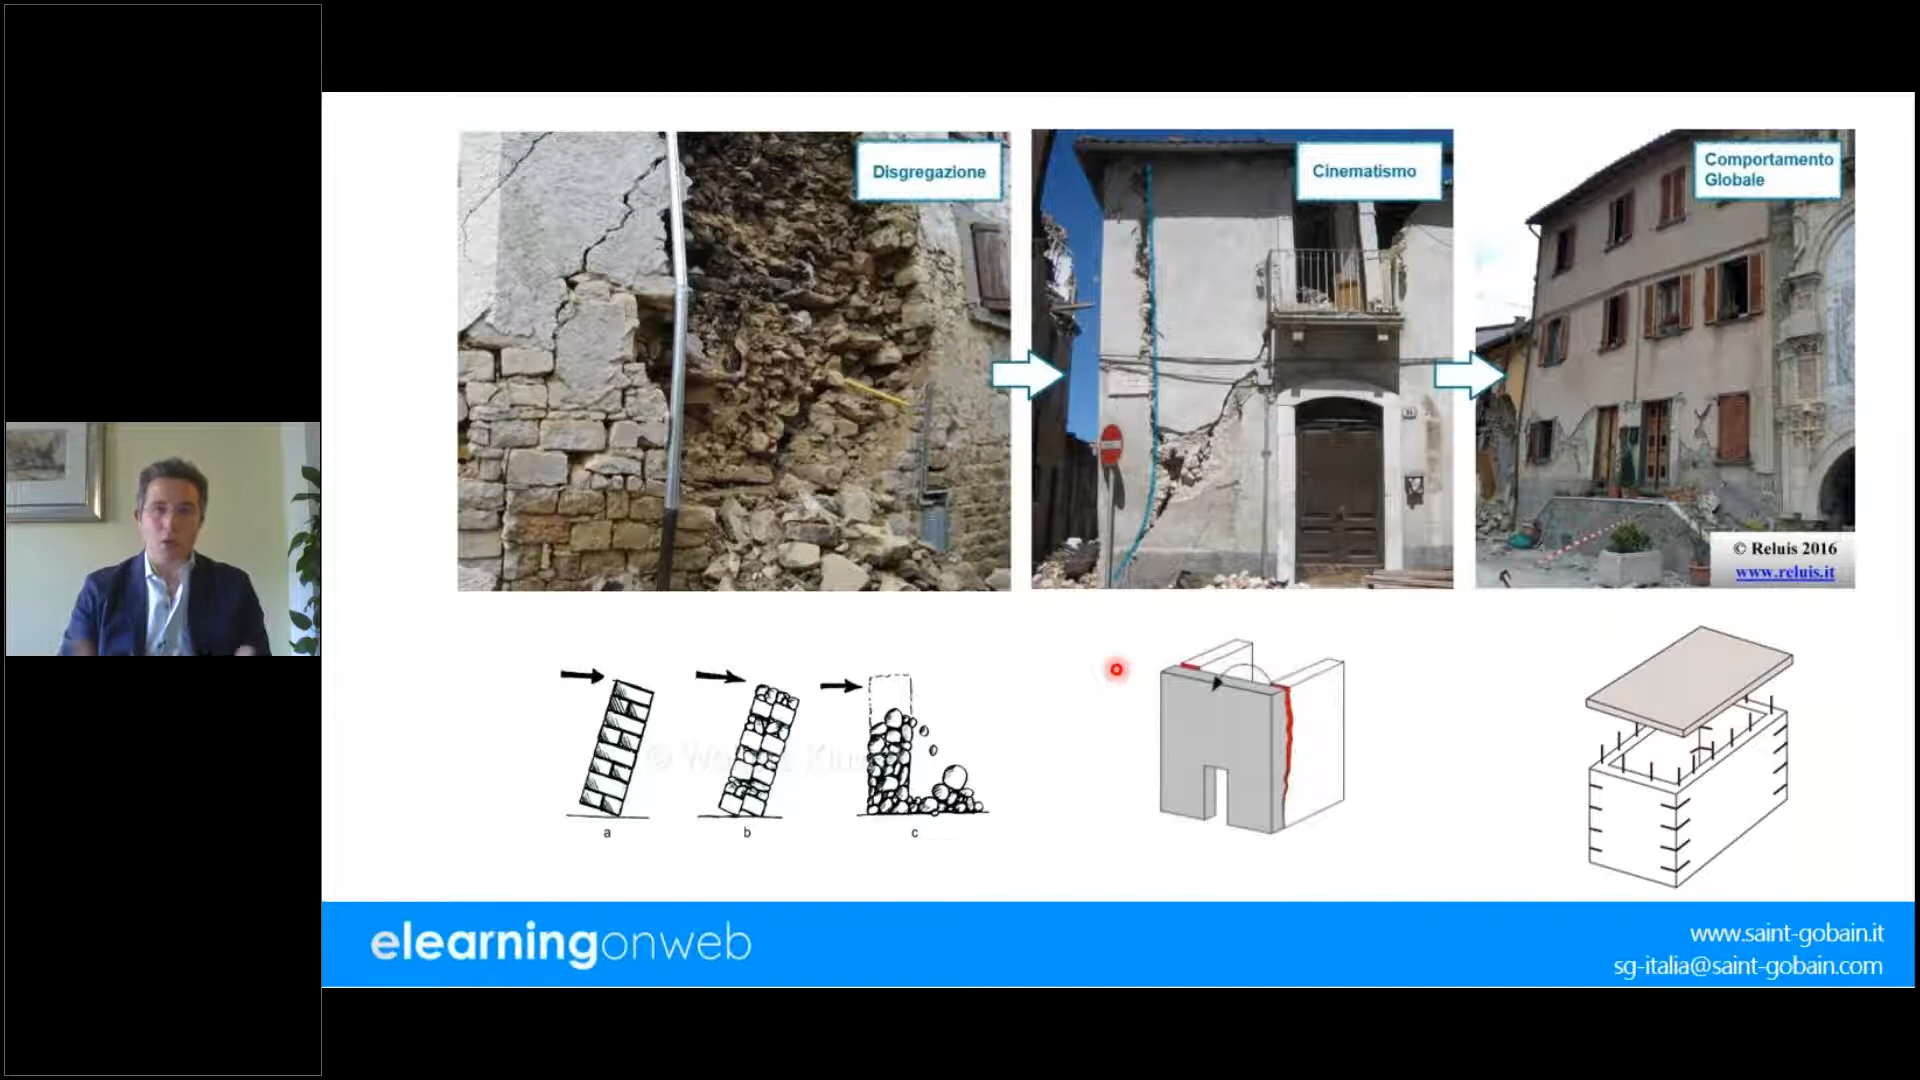 Disgregazione
Cinematismo
Comportamento
Globale
© Reluis 2016
www.reluis.it
a
b
c
elearningonweb
www.saint-gobain.it
sg-italia@saint-gobain.com